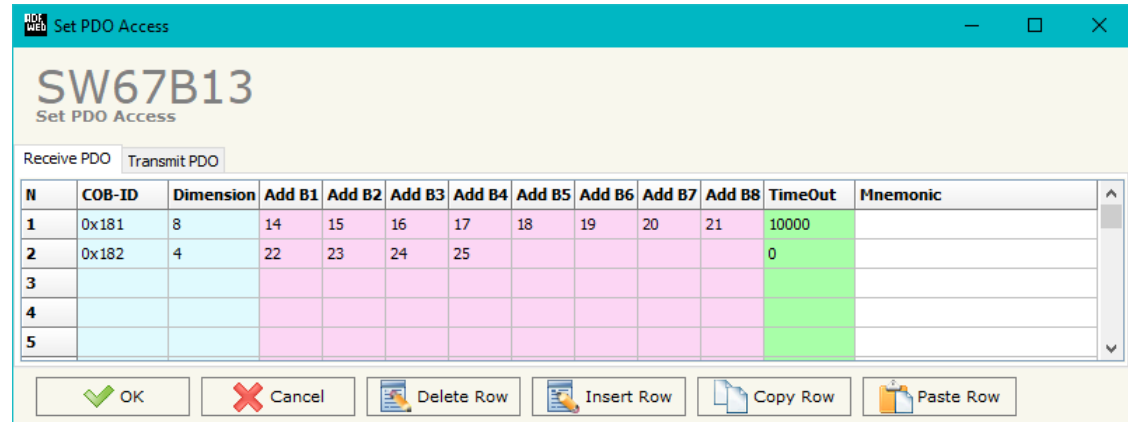 ADF
WEB Set PDO Access
SW67B13
Set PDO Access
Receive PDO Transmit PDO
N COB-ID Dimension Add B1 Add B2 Add B3 Add B4 Add B5 Add B6 Add B7 Add B8 TimeOut Mnemonic
1 0x181 8 14 15 16 17 18 19 20 21 10000
2 0x182 4 22 23 24 25 0
3
4
5
OK Cancel Delete Row Insert Row Copy Row Paste Row